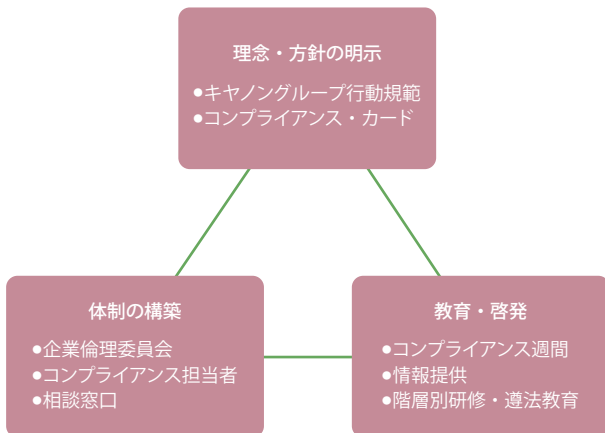 理念・方針の明示
●キヤノングループ行動規範
●コンプライアンス・カード
体制の構築
●企業倫理委員会
●コンプライアンス担当者
●相談窓口
教育・啓発
●コンプライアンス週間
●情報提供
●階層別研修・遵法教育